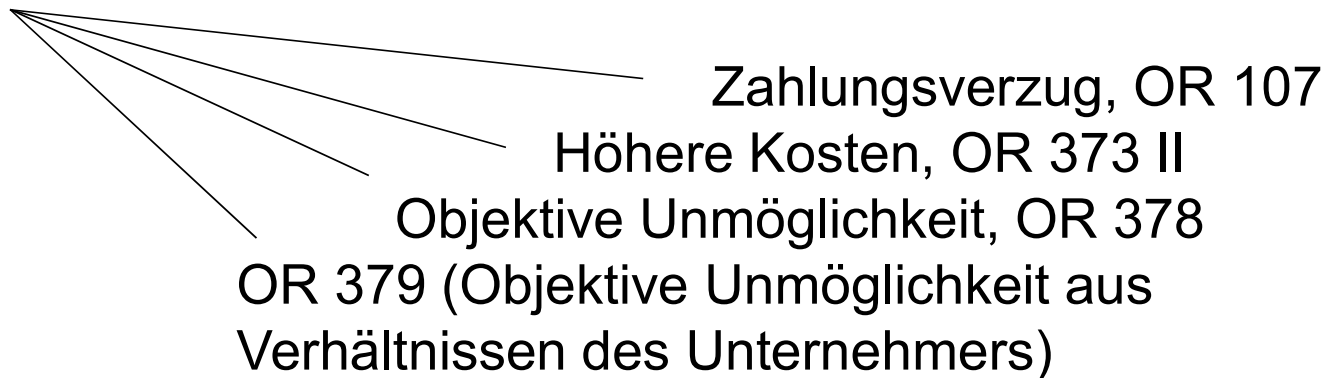 Zahlungsverzug, OR 107
Höhere Kosten, OR 373 II
Objektive Unmöglichkeit, OR 378
OR 379 (Objektive Unmöglichkeit aus
Verhältnissen des Unternehmers)